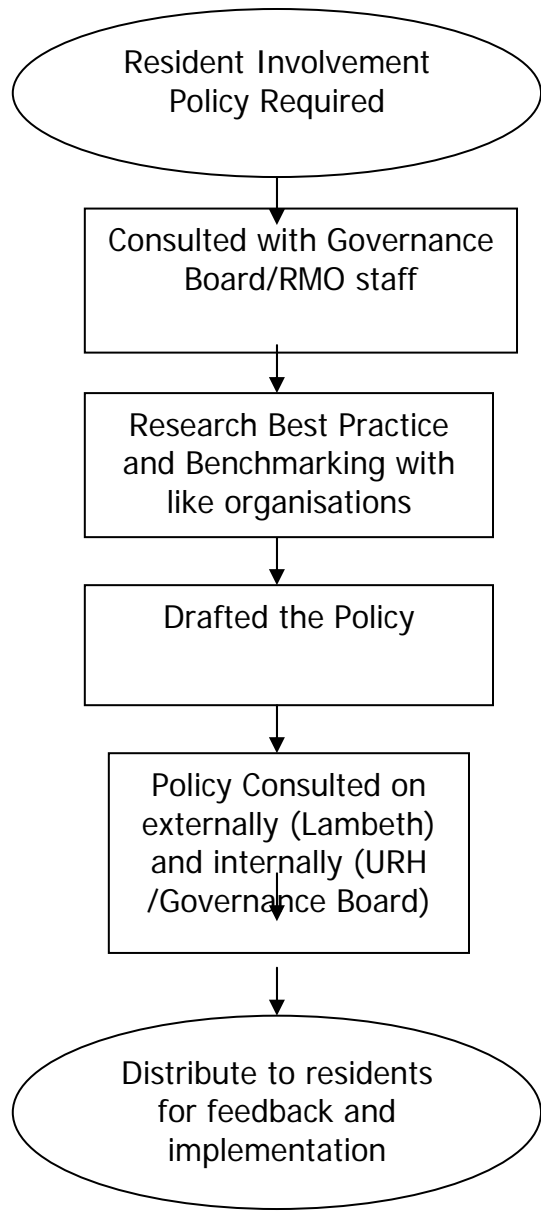 Resident Involvement
Policy Required
Consulted with Governance
Board/RMO staff
Research Best Practice
and Benchmarking with
like organisations
Drafted the Policy
Policy Consulted on
externally (Lambeth)
and internally (URH
/Governance Board)
Distribute to residents
for feedback and
implementation